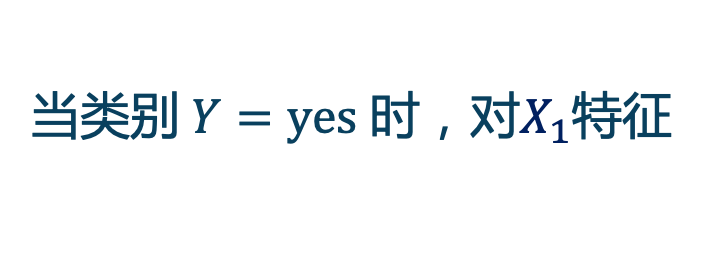 当类别 Y = yes 时，对X₁特征